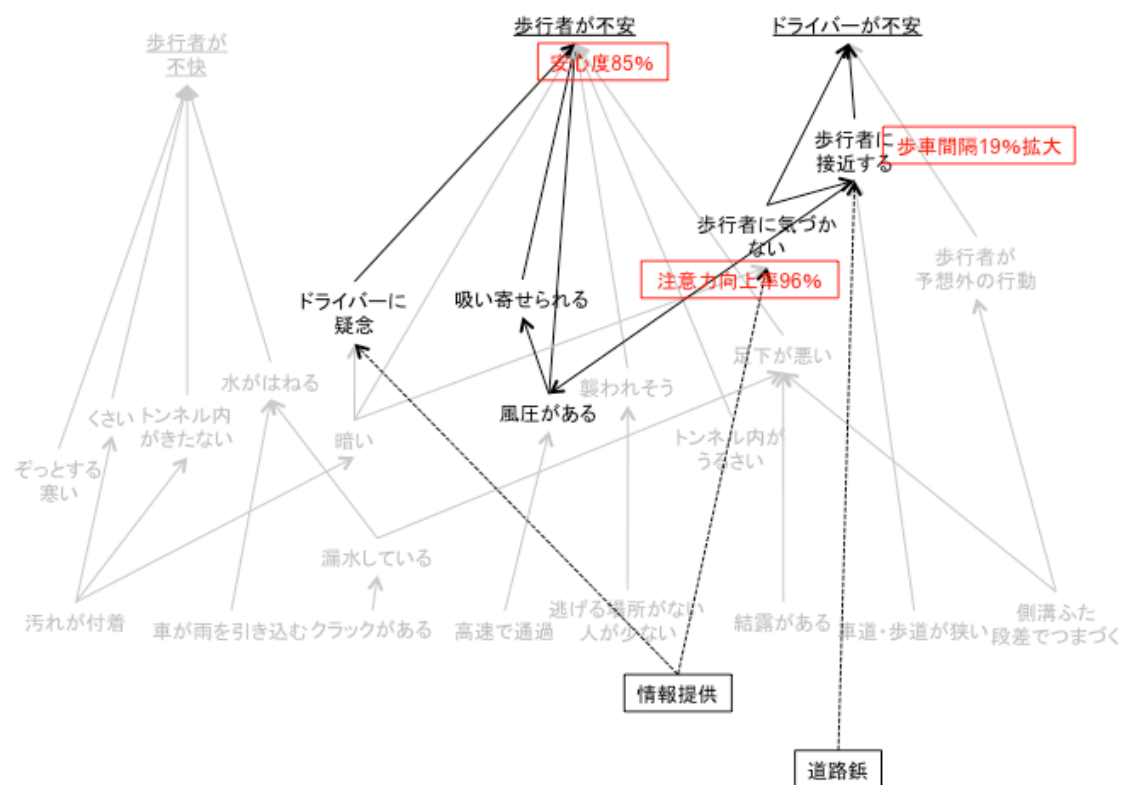 歩行者が不安
ドライバーが不安
歩行者が
不快
安心度85%
歩行者に
接近する
歩車間隔19%拡大
歩行者に気づか
ない
歩行者が
予想外の行動
注意力向上率96%
ドライバーに
疑念
吸い寄せられる
足下が悪い
水がはねる
襲われそう
くさい
トンネル内
がきたない
暗い
風圧がある
トンネル内が
うるさい
ぞっとする
寒い
漏水している
汚れが付着
車が雨を引き込む
クラックがある
高速で通過
逃げる場所がない
人が少ない
結露がある
車道・歩道が狭い
側溝ふた
段差でつまづく
情報提供
道路鋲